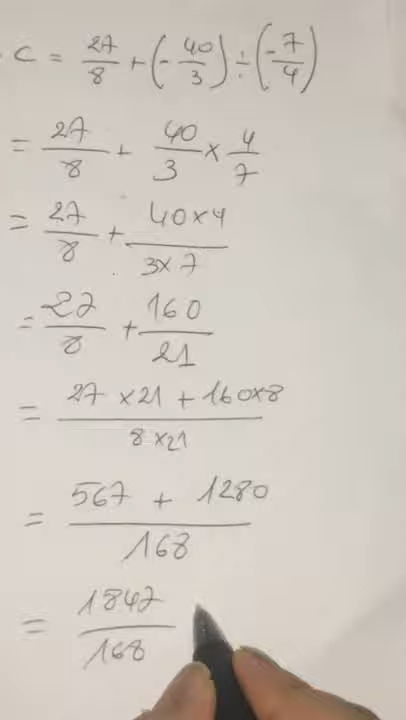 C = 27/8 + (-40/3) ÷ (-7/4)
= 27/8 + 40/3 × 4/7
= 27/8 + 40×4/3×7
= 27/8 + 160/21
= 27×21 + 160×8/8×21
= 567 + 1280/168
= 1847/168